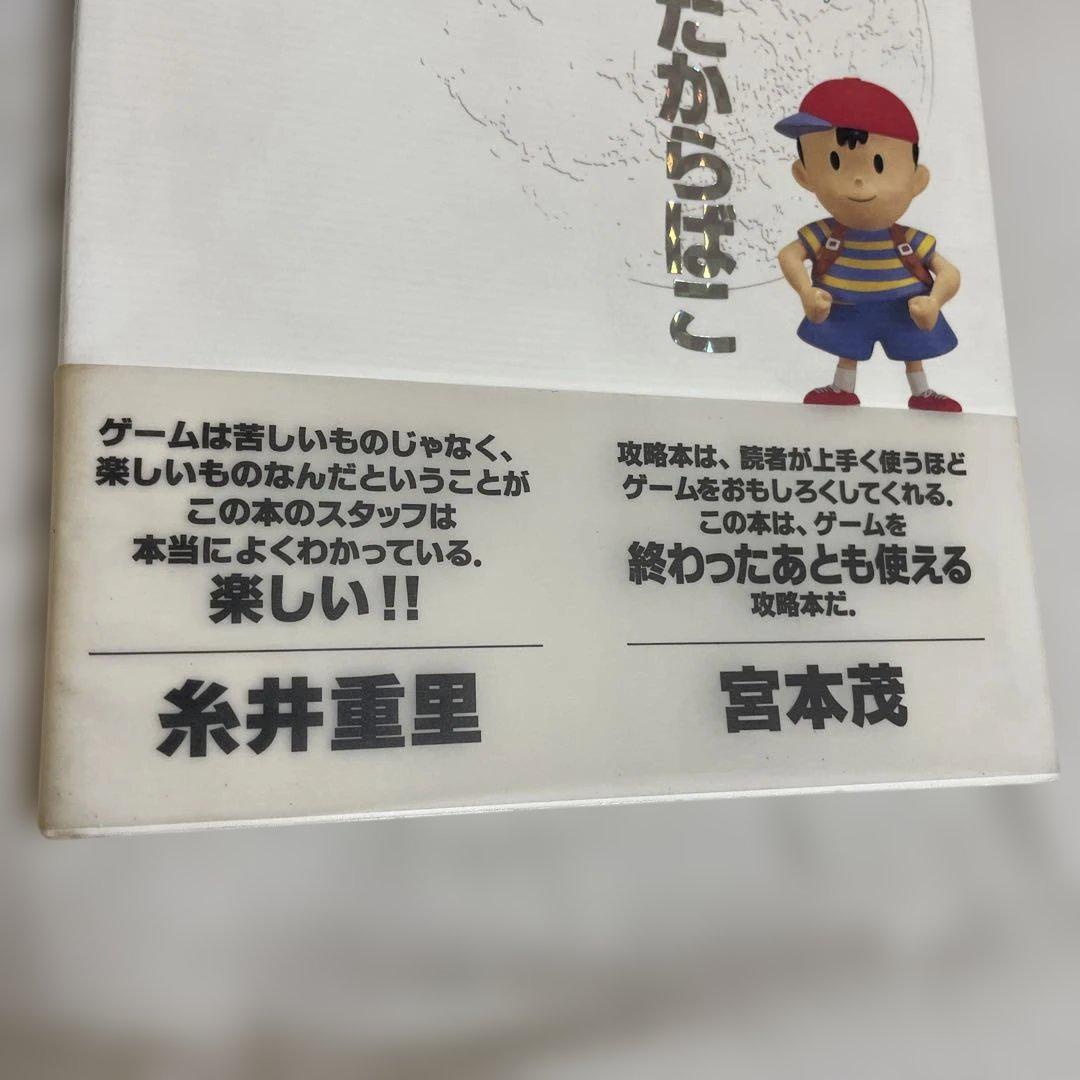 たからばこ
ゲームは苦しいものじゃなく、
楽しいものなんだということが
この本のスタッフは
本当によくわかっている.
楽しい!!
糸井重里
攻略本は、読者が上手く使うほど
ゲームをおもしろくしてくれる.
この本は、ゲームを
終わったあとも使える
攻略本だ.
宮本茂